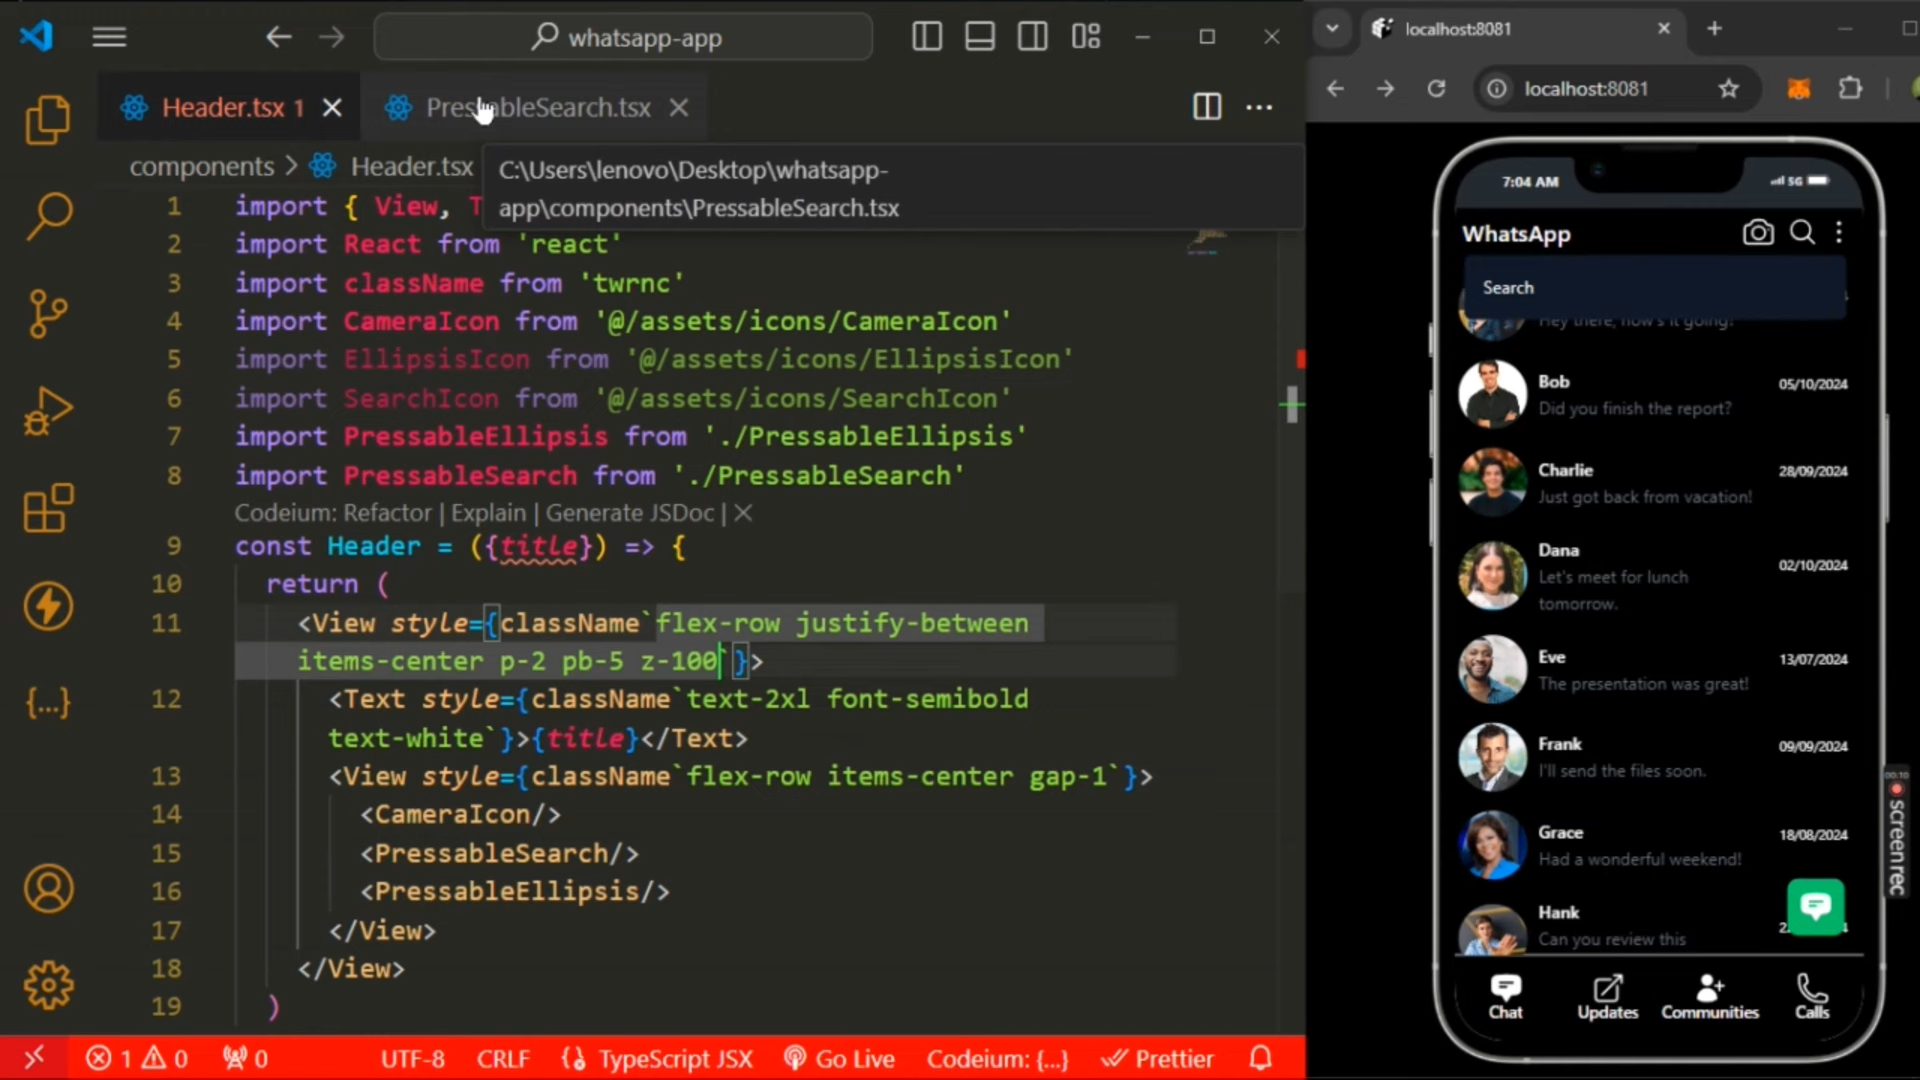 whatsapp-app
Header.tsx 1
PressableSearch.tsx
components > Header.tsx
C:\Users\lenovo\Desktop\whatsapp-
app\components\PressableSearch.tsx
1 import { View, T
2 import React from 'react'
3 import className from 'twrnc'
4 import CameraIcon from '@/assets/icons/CameraIcon'
5 import EllipsisIcon from '@/assets/icons/EllipsisIcon'
6 import SearchIcon from '@/assets/icons/SearchIcon'
7 import PressableEllipsis from './PressableEllipsis'
8 import PressableSearch from './PressableSearch'
Codeium: Refactor | Explain | Generate JSDoc | X
9 const Header = ({title}) => {
10 return (
11 <View style={className`flex-row justify-between
items-center p-2 pb-5 z-100`}>
12 <Text style={className`text-2xl font-semibold
text-white`}>{title}</Text>
13 <View style={className`flex-row items-center gap-1`}>
14 <CameraIcon/>
15 <PressableSearch/>
16 <PressableEllipsis/>
17 </View>
18 </View>
19 )
1 0 0 UTF-8 CRLF TypeScript JSX Go Live Codeium: {...} Prettier
localhost:8081
localhost:8081
7:04 AM
5G
WhatsApp
Search
Hey there, how's it going!
Bob 05/10/2024
Did you finish the report?
Charlie 28/09/2024
Just got back from vacation!
Dana 02/10/2024
Let's meet for lunch
tomorrow.
Eve 13/07/2024
The presentation was great!
Frank 09/09/2024
I'll send the files soon.
Grace 18/08/2024
Had a wonderful weekend!
Hank
Can you review this
Chat Updates Communities Calls
00:10
screenrec